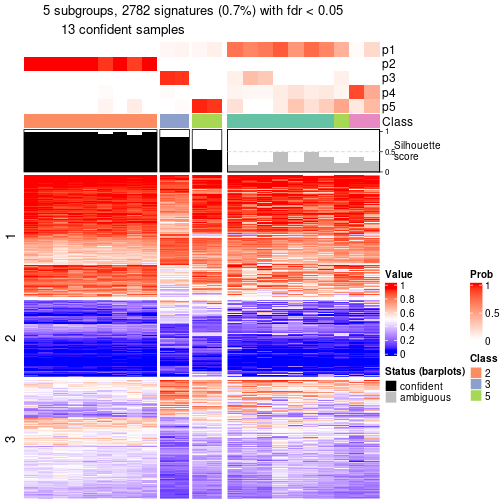 5 subgroups, 2782 signatures (0.7%) with fdr < 0.05
13 confident samples
p1
p2
p3
p4
p5
Class
1
0.5
0
Silhouette
score
1
2
3
Value
1
0.8
0.6
0.4
0.2
0
Status (barplots)
confident
ambiguous
Prob
1
0.5
0
Class
2
3
5